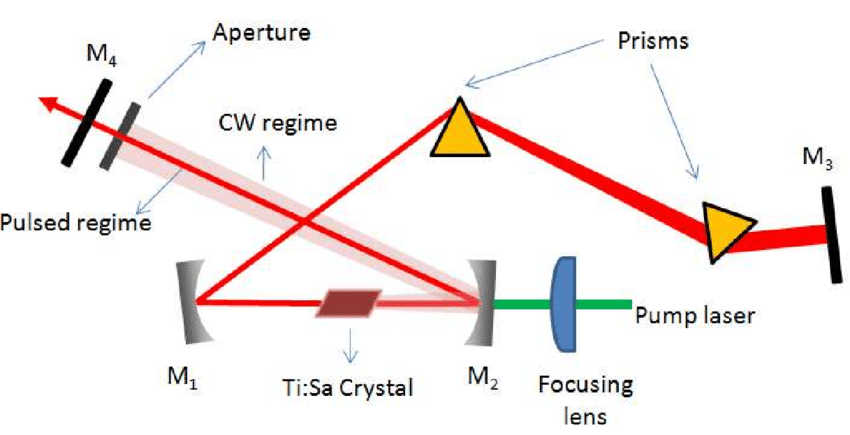 Aperture
M4
Prisms
CW regime
M3
Pulsed regime
Pump laser
M1
Ti:Sa Crystal
M2
Focusing
lens